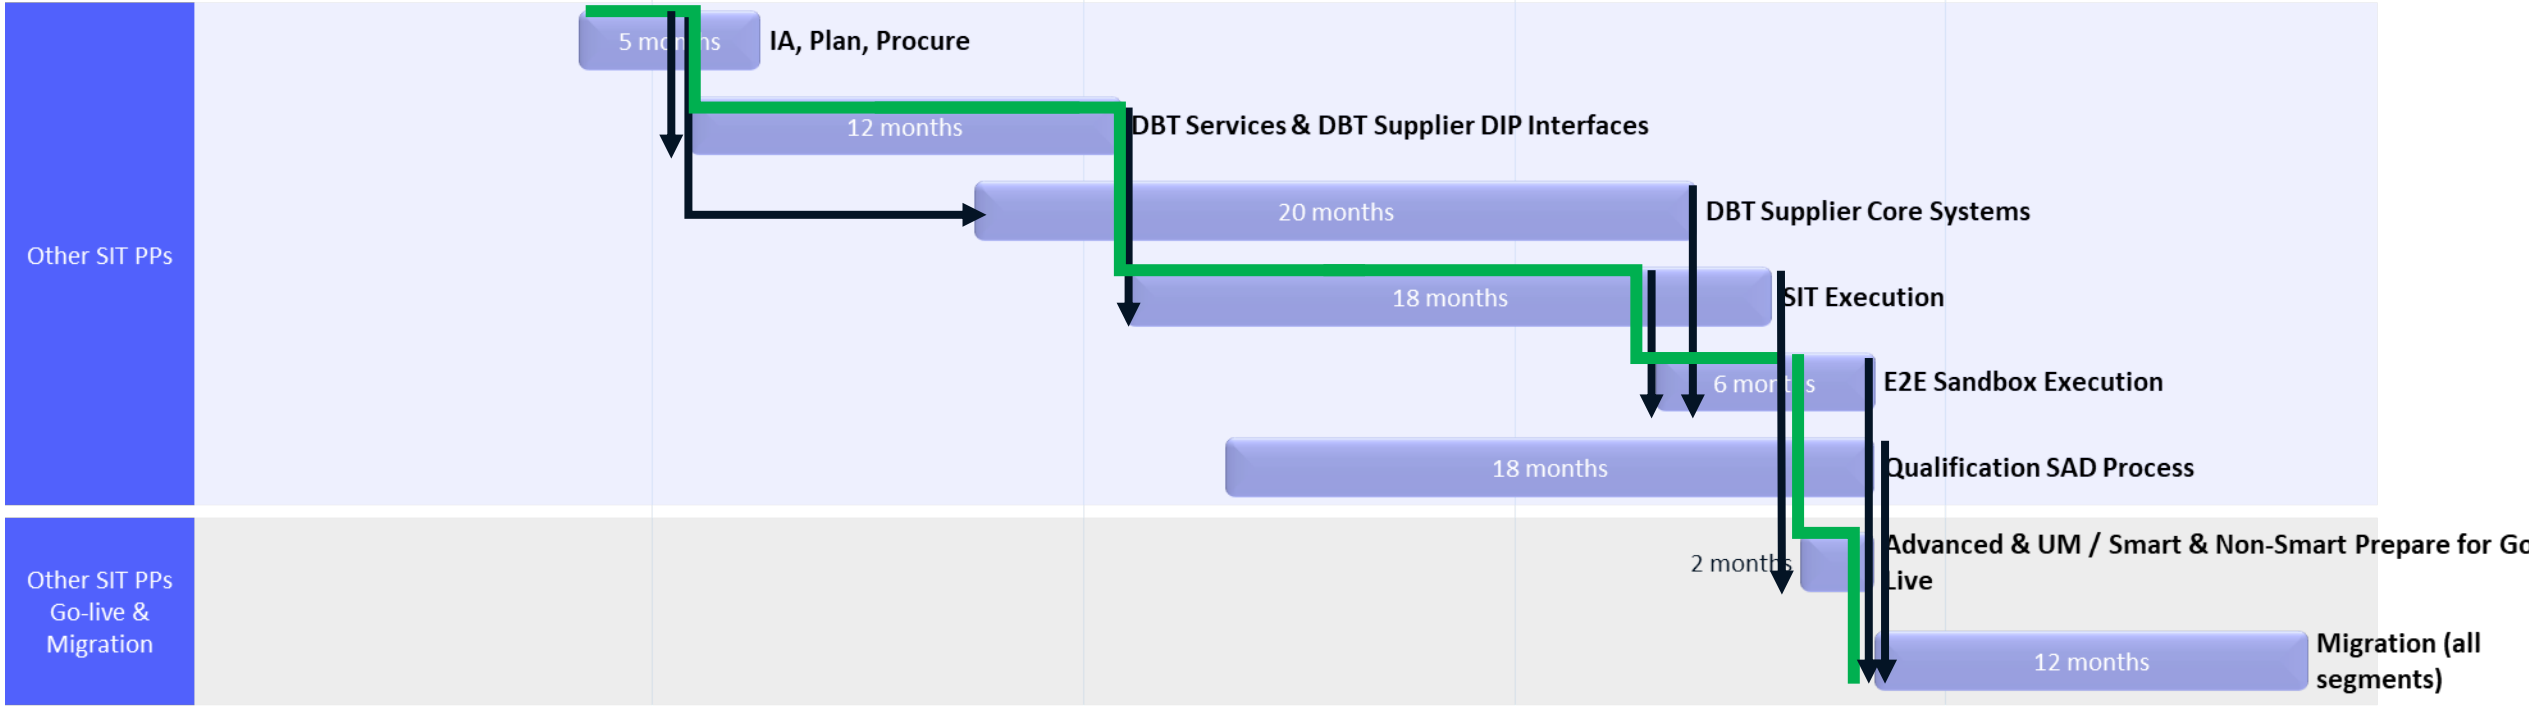 5 months
IA, Plan, Procure
12 months
DBT Services & DBT Supplier DIP Interfaces
20 months
DBT Supplier Core Systems
Other SIT PPs
18 months
SIT Execution
6 months
E2E Sandbox Execution
18 months
Qualification SAD Process
Other SIT PPs
Go-live &
Migration
2 months
Advanced & UM / Smart & Non-Smart Prepare for Go
Live
12 months
Migration (all
segments)